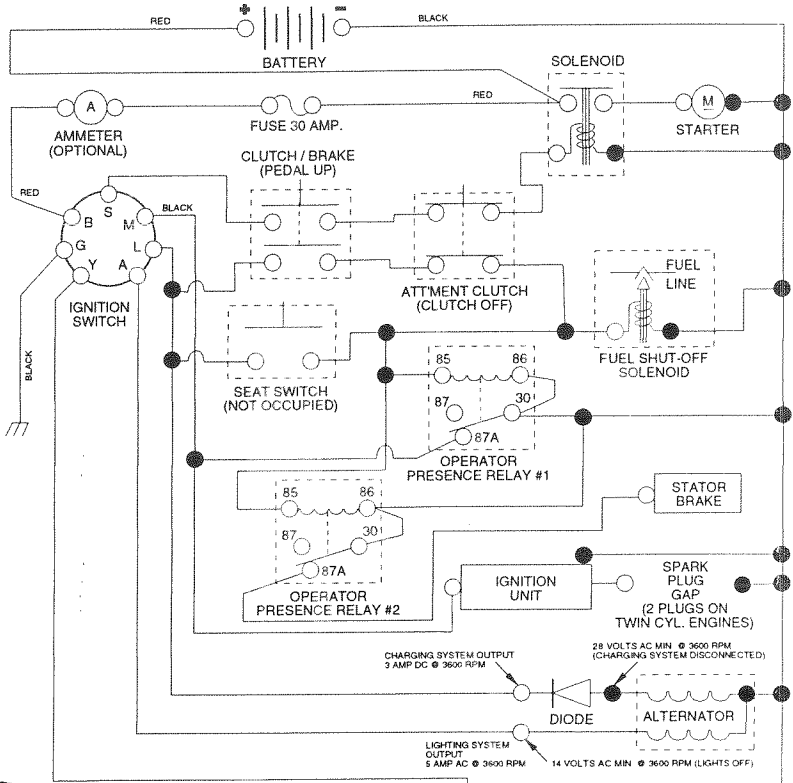 +
-
RED
BLACK
BATTERY
SOLENOID
A
RED
M
FUSE 30 AMP.
STARTER
AMMETER
(OPTIONAL)
CLUTCH / BRAKE
(PEDAL UP)
RED
BLACK
S
B
M
G
L
Y
A
IGNITION
SWITCH
ATT'MENT CLUTCH
(CLUTCH OFF)
FUEL
LINE
FUEL SHUT-OFF
SOLENOID
BLACK
SEAT SWITCH
(NOT OCCUPIED)
85
86
87
30
87A
OPERATOR
PRESENCE RELAY #1
85
86
87
30
87A
OPERATOR
PRESENCE RELAY #2
STATOR
BRAKE
IGNITION
UNIT
SPARK
PLUG
GAP
(2 PLUGS ON
TWIN CYL. ENGINES)
CHARGING SYSTEM OUTPUT
3 AMP DC @ 3600 RPM
28 VOLTS AC MIN @ 3600 RPM
(CHARGING SYSTEM DISCONNECTED)
DIODE
ALTERNATOR
LIGHTING SYSTEM
OUTPUT
5 AMP AC @ 3600 RPM
14 VOLTS AC MIN @ 3600 RPM (LIGHTS OFF)